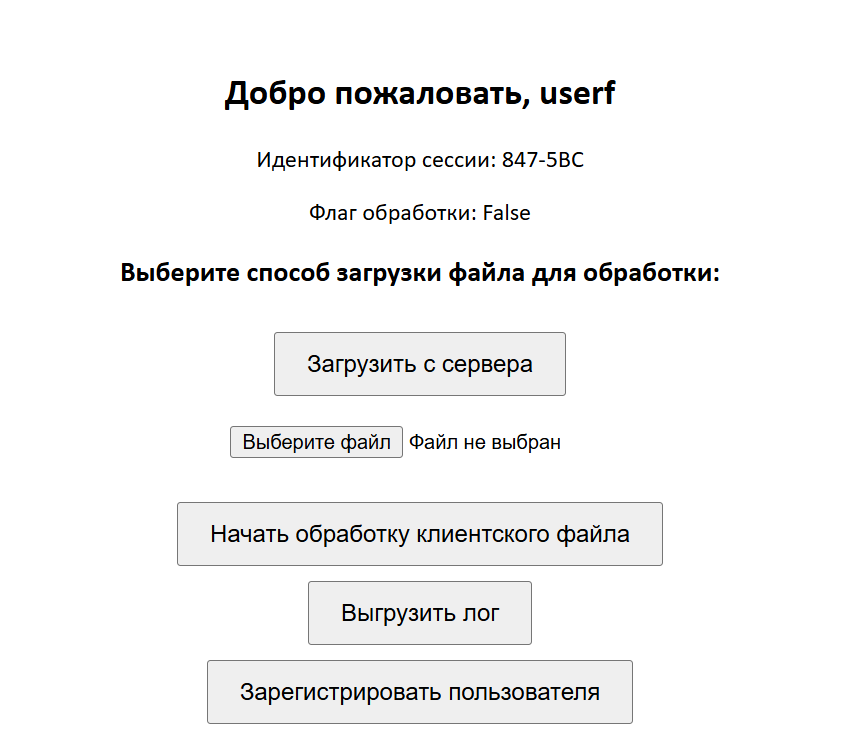 Добро пожаловать, userf
Идентификатор сессии: 847-5BC
Флаг обработки: False
Выберите способ загрузки файла для обработки:
Загрузить с сервера
Выберите файл Файл не выбран
Начать обработку клиентского файла
Выгрузить лог
Зарегистрировать пользователя